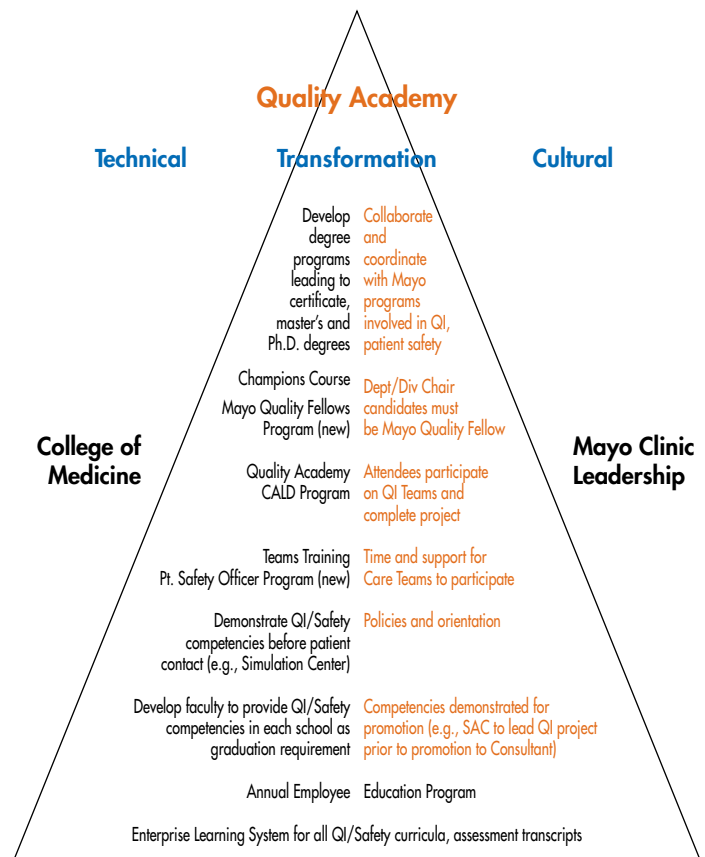 Quality Academy
Technical
Transformation
Cultural
Develop
degree
programs
leading to
certificate,
master's and
Ph.D. degrees
Collaborate
and
coordinate
with Mayo
programs
involved in QI,
patient safety
Champions Course
Mayo Quality Fellows
Program (new)
Dept/Div Chair
candidates must
be Mayo Quality Fellow
College of
Medicine
Mayo Clinic
Leadership
Quality Academy
CALD Program
Attendees participate
on QI Teams and
complete project
Teams Training
Pt. Safety Officer Program (new)
Time and support for
Care Teams to participate
Demonstrate QI/Safety
competencies before patient
contact (e.g., Simulation Center)
Policies and orientation
Develop faculty to provide QI/Safety
competencies in each school as
graduation requirement
Competencies demonstrated for
promotion (e.g., SAC to lead QI project
prior to promotion to Consultant)
Annual Employee Education Program
Enterprise Learning System for all QI/Safety curricula, assessment transcripts